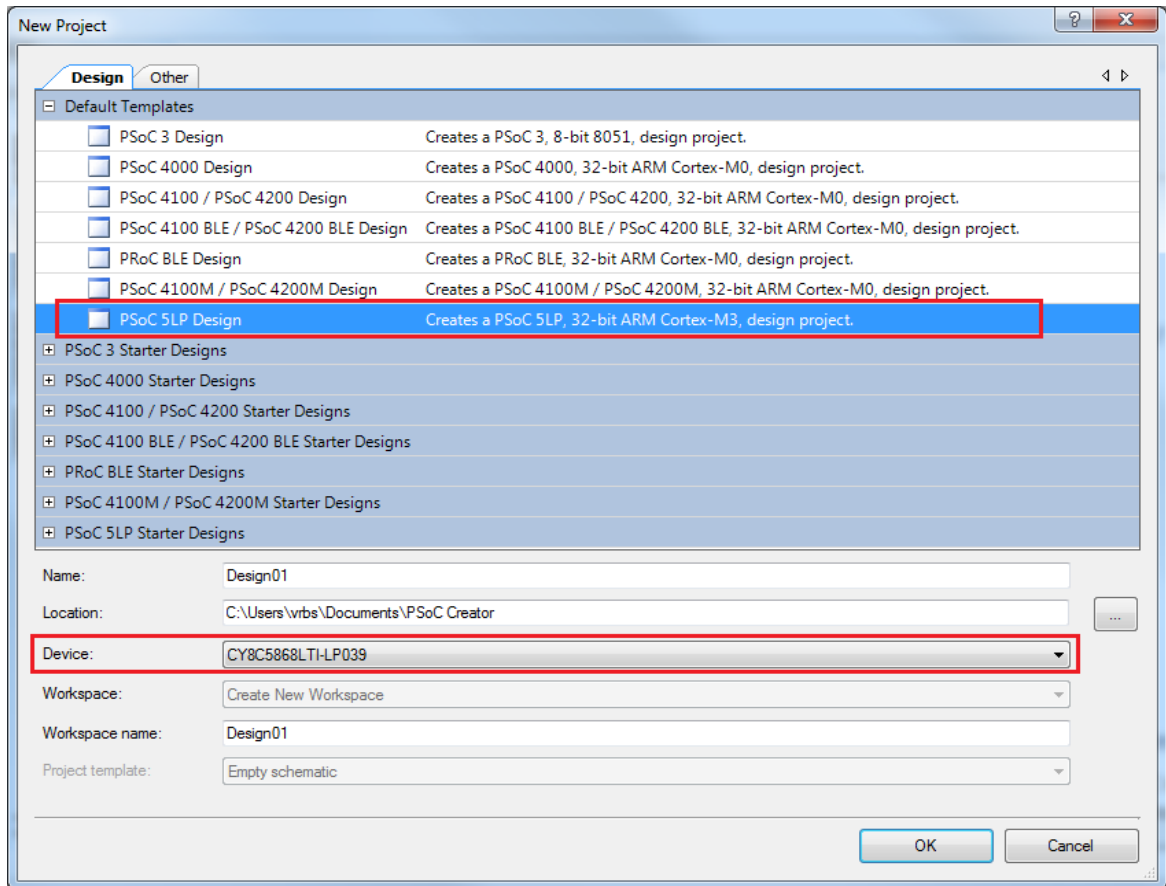 New Project
Design Other
Default Templates
PSoC 3 Design Creates a PSoC 3, 8-bit 8051, design project.
PSoC 4000 Design Creates a PSoC 4000, 32-bit ARM Cortex-M0, design project.
PSoC 4100 / PSoC 4200 Design Creates a PSoC 4100 / PSoC 4200, 32-bit ARM Cortex-M0, design project.
PSoC 4100 BLE / PSoC 4200 BLE Design Creates a PSoC 4100 BLE / PSoC 4200 BLE, 32-bit ARM Cortex-M0, design project.
PRoC BLE Design Creates a PRoC BLE, 32-bit ARM Cortex-M0, design project.
PSoC 4100M / PSoC 4200M Design Creates a PSoC 4100M / PSoC 4200M, 32-bit ARM Cortex-M0, design project.
PSoC 5LP Design Creates a PSoC 5LP, 32-bit ARM Cortex-M3, design project.
PSoC 3 Starter Designs
PSoC 4000 Starter Designs
PSoC 4100 / PSoC 4200 Starter Designs
PSoC 4100 BLE / PSoC 4200 BLE Starter Designs
PRoC BLE Starter Designs
PSoC 4100M / PSoC 4200M Starter Designs
PSoC 5LP Starter Designs
Name: Design01
Location: C:\Users\vrbs\Documents\PSoC Creator ...
Device: CY8C5868LTI-LP039
Workspace: Create New Workspace
Workspace name: Design01
Project template: Empty schematic
OK Cancel